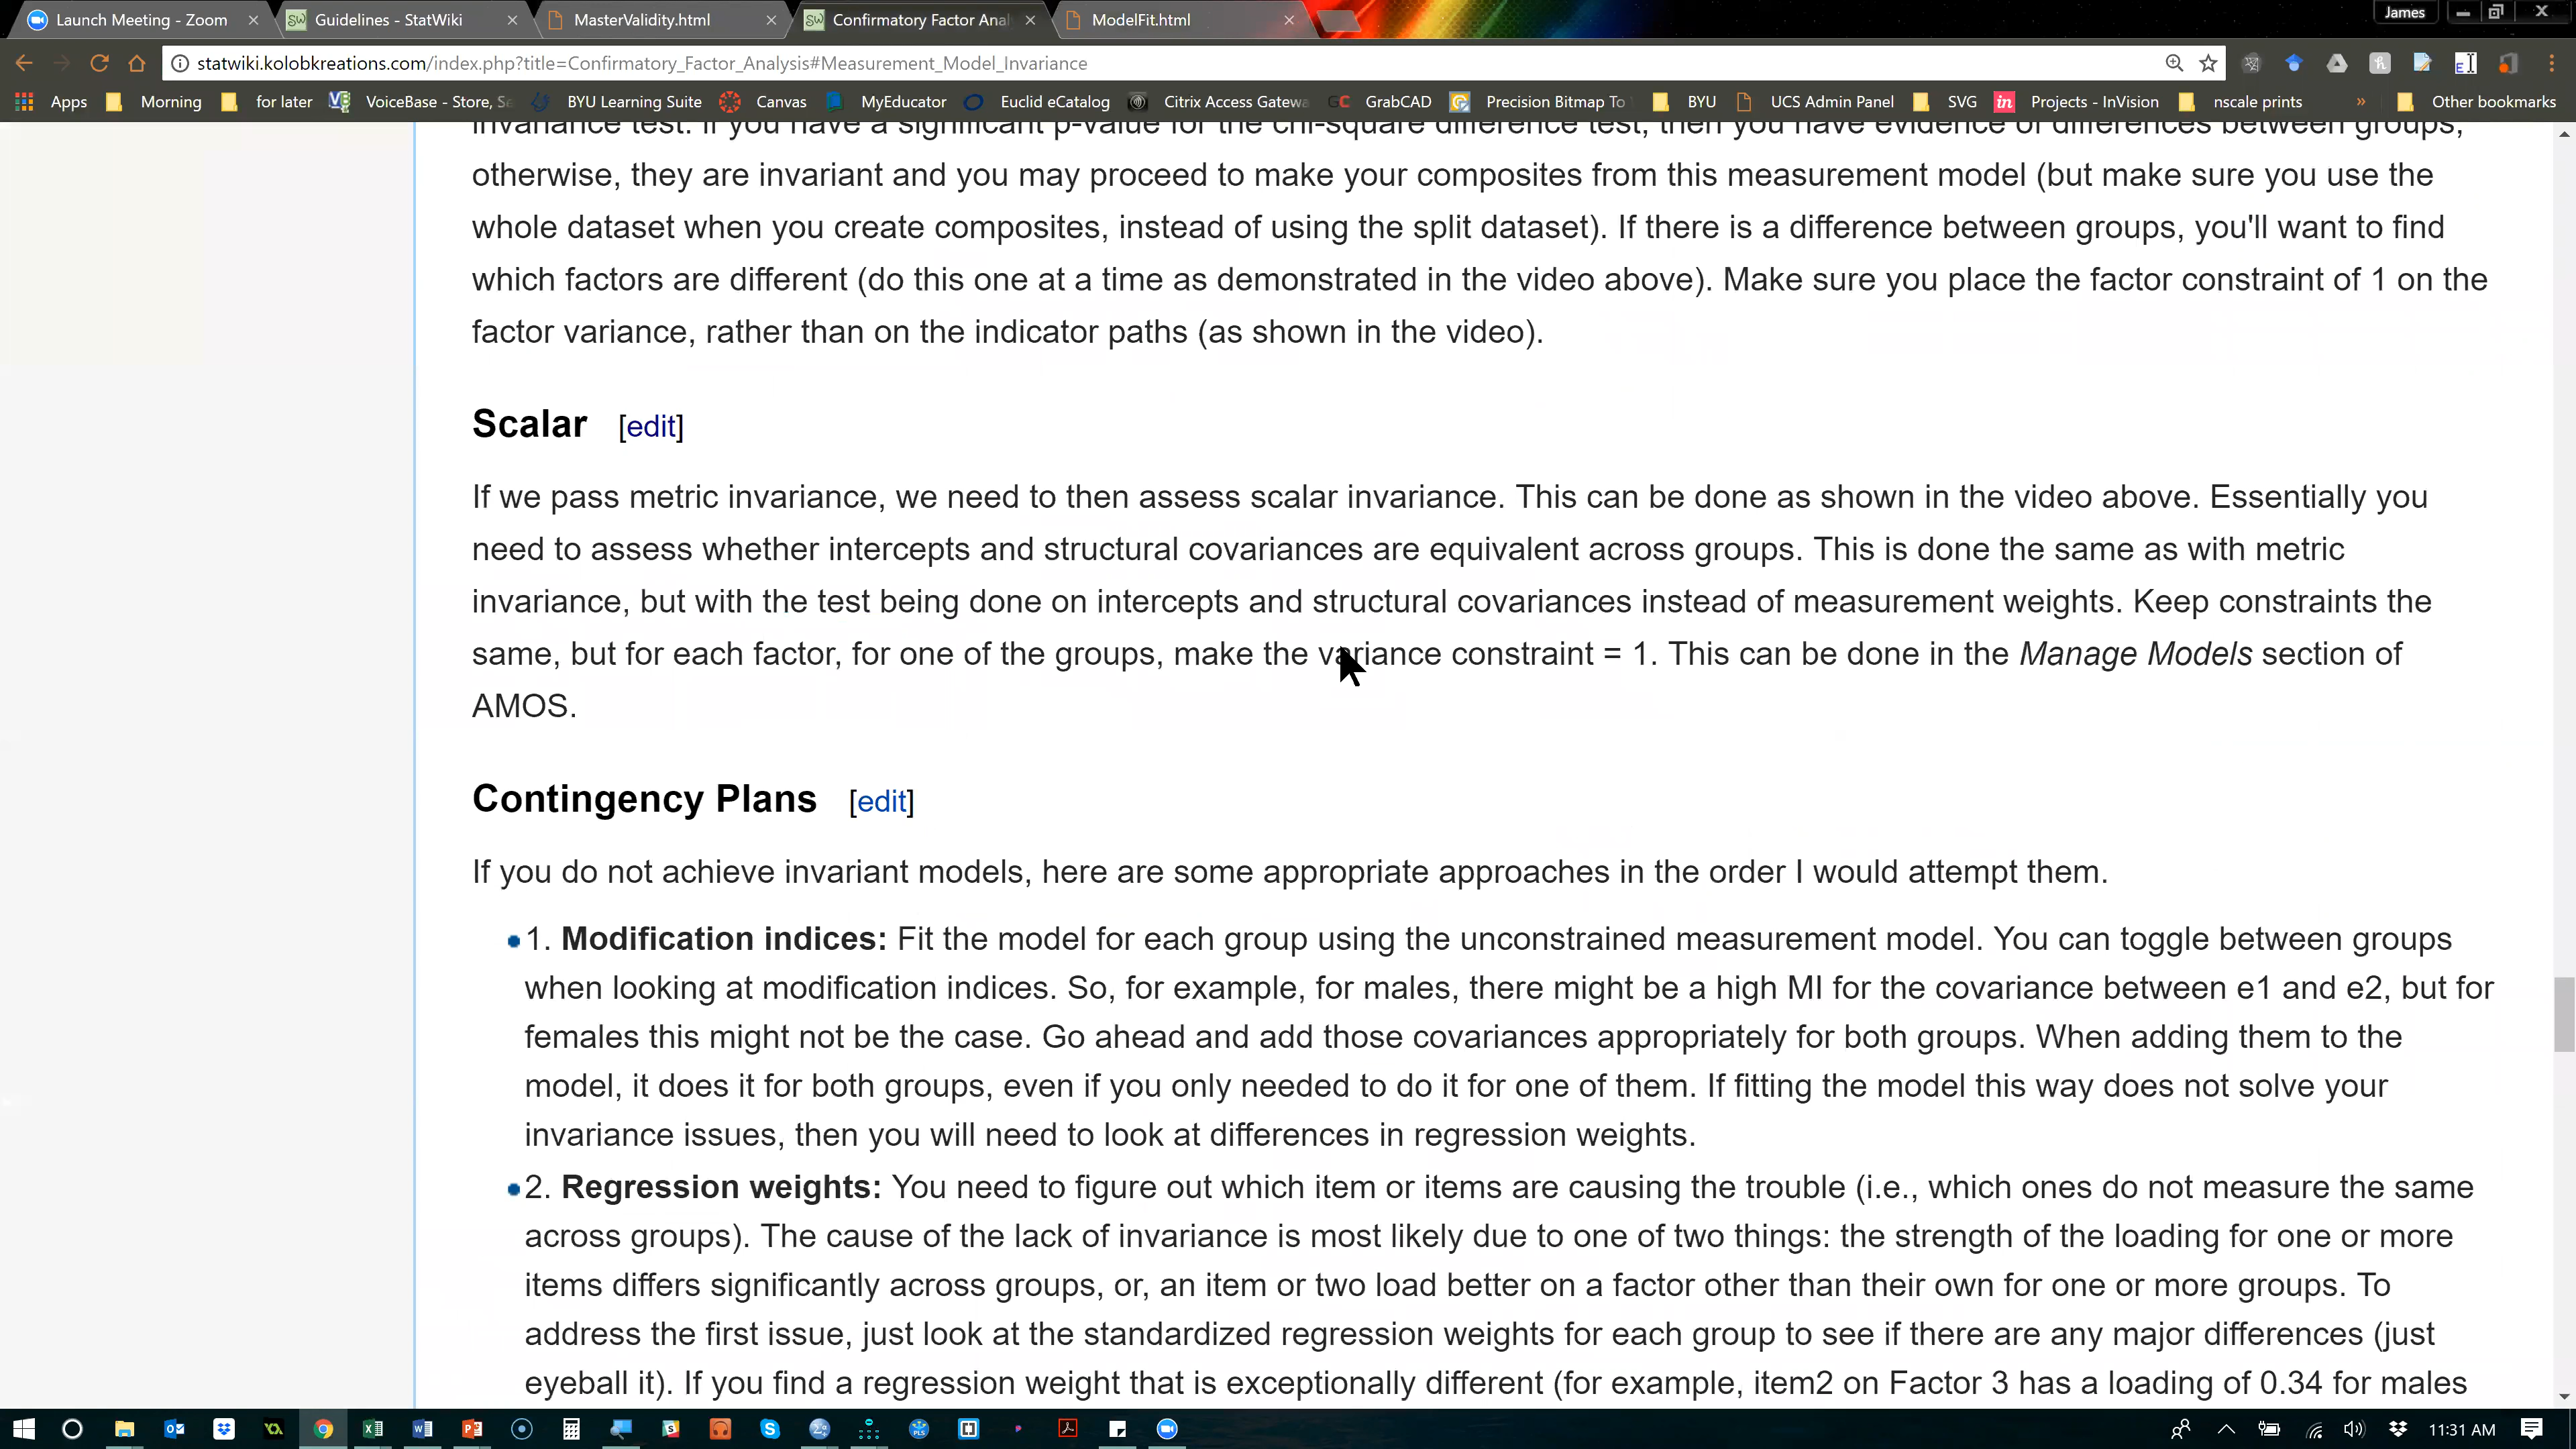 Launch Meeting - Zoom
Guidelines - StatWiki
MasterValidity.html
Confirmatory Factor Anal
ModelFit.html
James
statwiki.kolobkreations.com/index.php?title=Confirmatory_Factor_Analysis#Measurement_Model_Invariance
Apps Morning for later VoiceBase - Store, Se BYU Learning Suite Canvas MyEducator Euclid eCatalog Citrix Access Gatewa GrabCAD Precision Bitmap To BYU UCS Admin Panel SVG in Projects - InVision nscale prints » Other bookmarks
invariance test. If you have a significant p-value for the chi-square difference test, then you have evidence of differences between groups,
otherwise, they are invariant and you may proceed to make your composites from this measurement model (but make sure you use the
whole dataset when you create composites, instead of using the split dataset). If there is a difference between groups, you'll want to find
which factors are different (do this one at a time as demonstrated in the video above). Make sure you place the factor constraint of 1 on the
factor variance, rather than on the indicator paths (as shown in the video).
Scalar [edit]
If we pass metric invariance, we need to then assess scalar invariance. This can be done as shown in the video above. Essentially you
need to assess whether intercepts and structural covariances are equivalent across groups. This is done the same as with metric
invariance, but with the test being done on intercepts and structural covariances instead of measurement weights. Keep constraints the
same, but for each factor, for one of the groups, make the variance constraint = 1. This can be done in the Manage Models section of
AMOS.
Contingency Plans [edit]
If you do not achieve invariant models, here are some appropriate approaches in the order I would attempt them.
1. Modification indices: Fit the model for each group using the unconstrained measurement model. You can toggle between groups
when looking at modification indices. So, for example, for males, there might be a high MI for the covariance between e1 and e2, but for
females this might not be the case. Go ahead and add those covariances appropriately for both groups. When adding them to the
model, it does it for both groups, even if you only needed to do it for one of them. If fitting the model this way does not solve your
invariance issues, then you will need to look at differences in regression weights.
2. Regression weights: You need to figure out which item or items are causing the trouble (i.e., which ones do not measure the same
across groups). The cause of the lack of invariance is most likely due to one of two things: the strength of the loading for one or more
items differs significantly across groups, or, an item or two load better on a factor other than their own for one or more groups. To
address the first issue, just look at the standardized regression weights for each group to see if there are any major differences (just
eyeball it). If you find a regression weight that is exceptionally different (for example, item2 on Factor 3 has a loading of 0.34 for males
11:31 AM